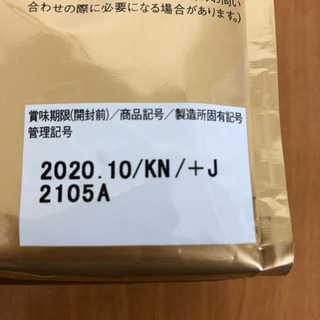 合わせの際に必要になる場合があります。)
賞味期限(開封前)/商品記号/製造所固有記号
管理記号
2020.10/KN/+J
2105A